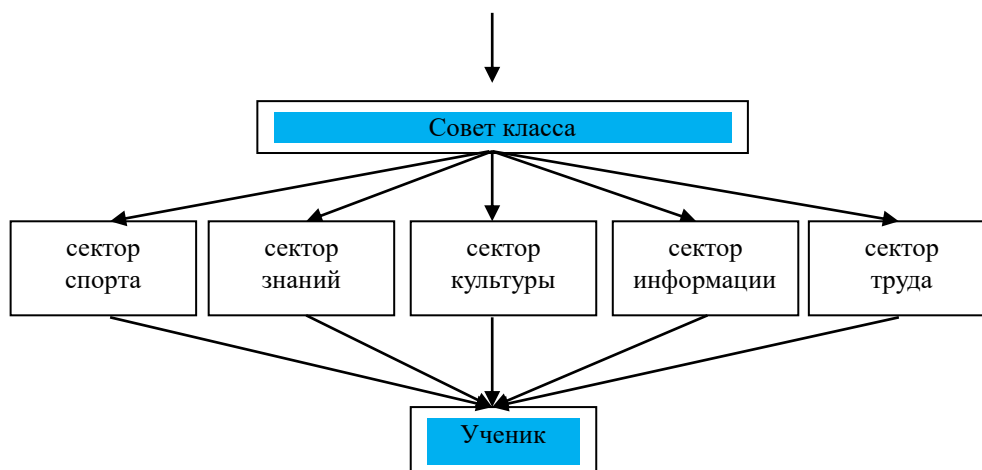 Совет класса
сектор
спорта
сектор
знаний
сектор
культуры
сектор
информации
сектор
труда
Ученик